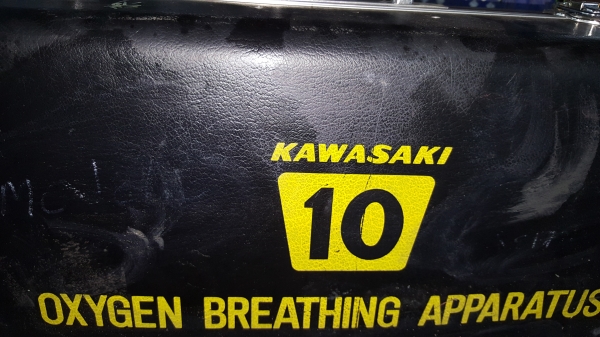 KAWASAKI
10
OXYGEN BREATHING APPARATUS